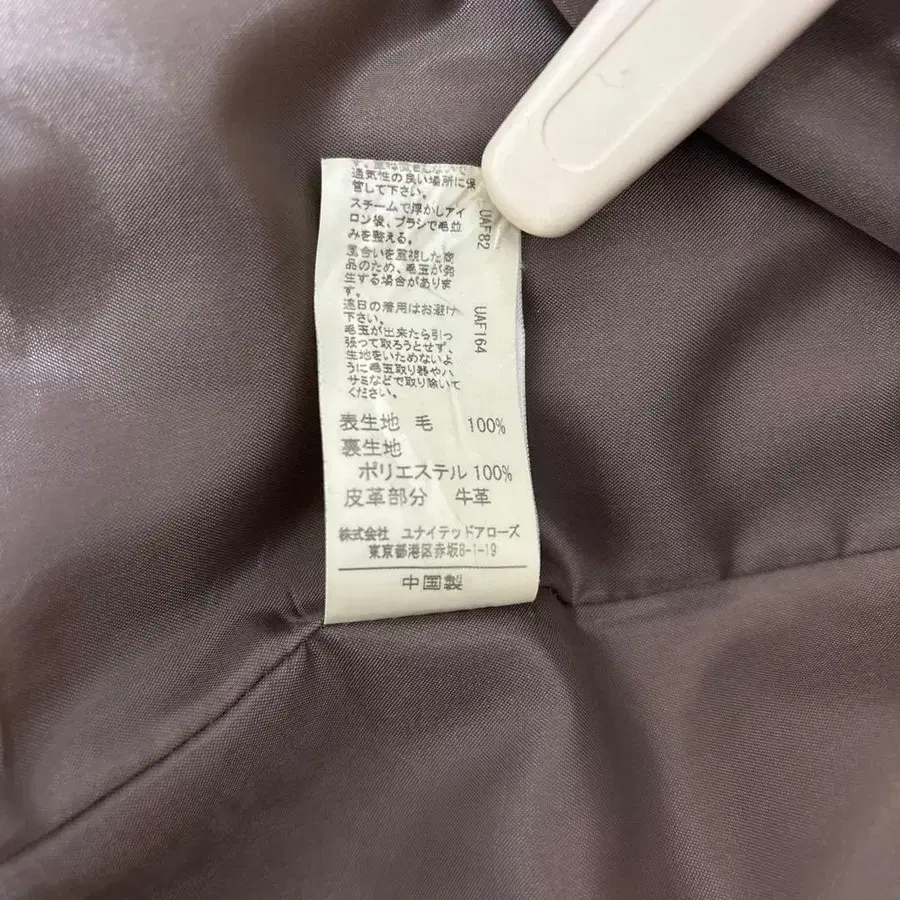 す。重ね置きしないで
通気性の良い場所に保
管して下さい。
スチームで浮かしアイ
ロン後、ブラシで毛並
みを整える。
風合いを重視した商
品のため、毛玉が発
生する場合がありま
す。
連日の着用はお避け
下さい。
毛玉が出来たら引っ
張って取ろうとせず、
生地をいためないよ
うに毛玉取り器やハ
サミなどで取り除いて
ください。
UAF82
UAF164
表生地 毛 100%
裏生地
ポリエステル 100%
皮革部分 牛革
株式会社 ユナイテッドアローズ
東京都港区赤坂8-1-19
中国製